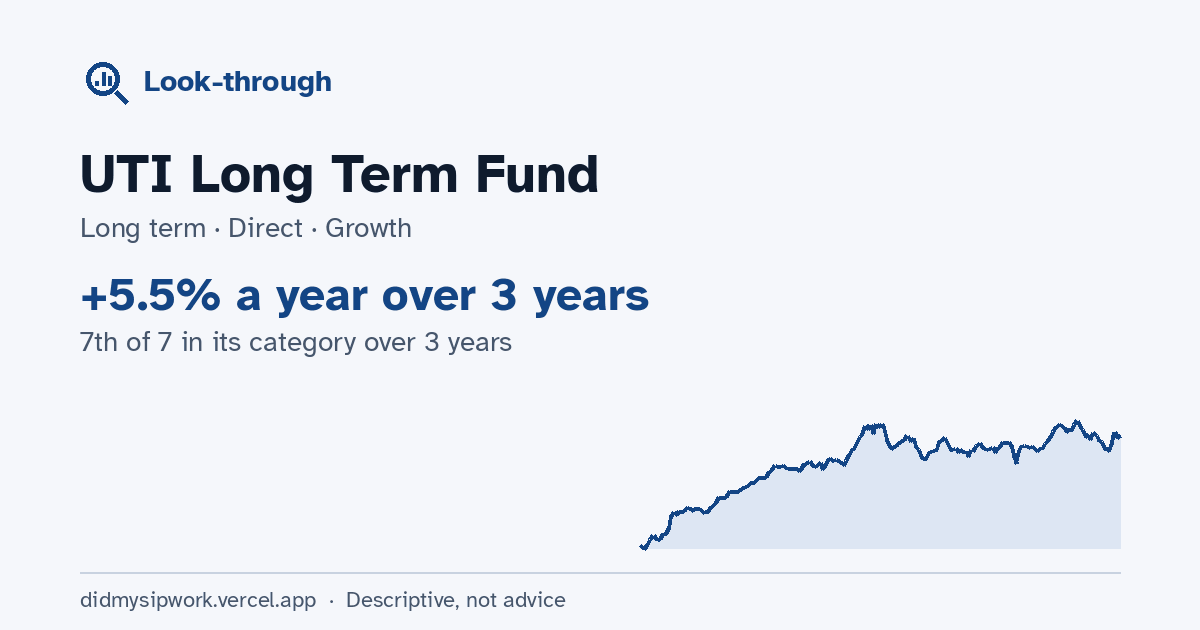 Look-through
UTI Long Term Fund
Long term · Direct · Growth
+5.5% a year over 3 years
7th of 7 in its category over 3 years
didmysipwork.vercel.app · Descriptive, not advice